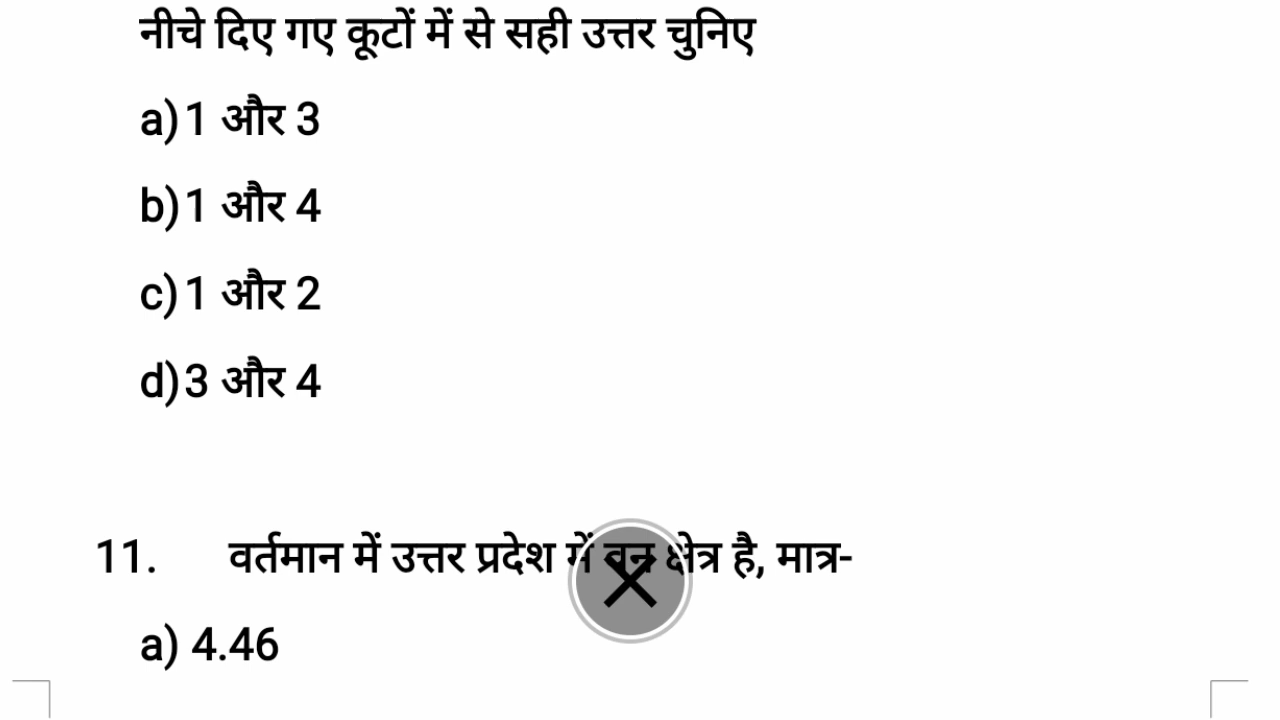 नीचे दिए गए कूटों में से सही उत्तर चुनिए
a) 1 और 3
b) 1 और 4
c) 1 और 2
d) 3 और 4
11. वर्तमान में उत्तर प्रदेश में वन क्षेत्र है, मात्र-
a) 4.46